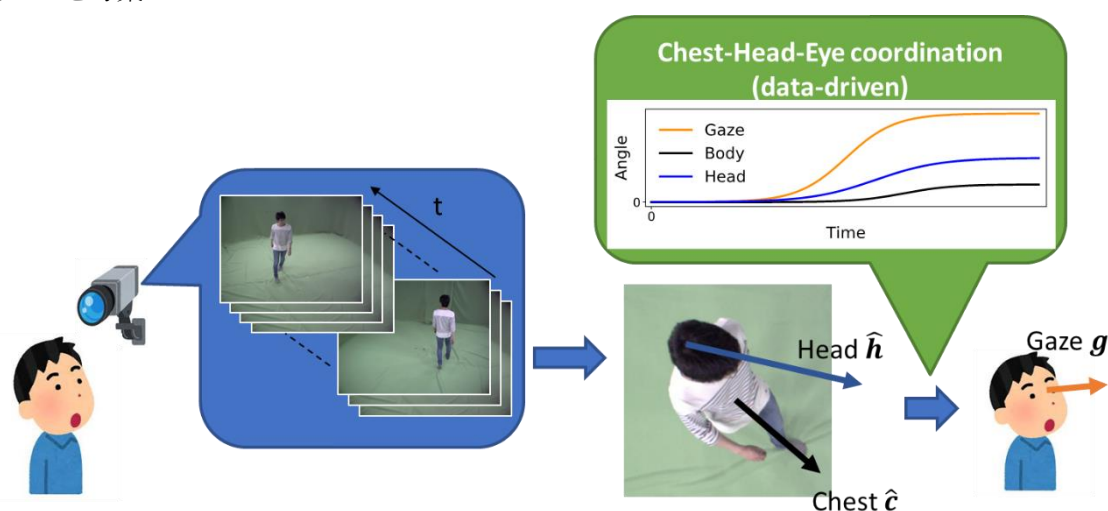 Chest-Head-Eye coordination
(data-driven)
Gaze
Body
Head
Angle
0
0
Time
t
Head ĥ
Gaze g
Chest ĉ